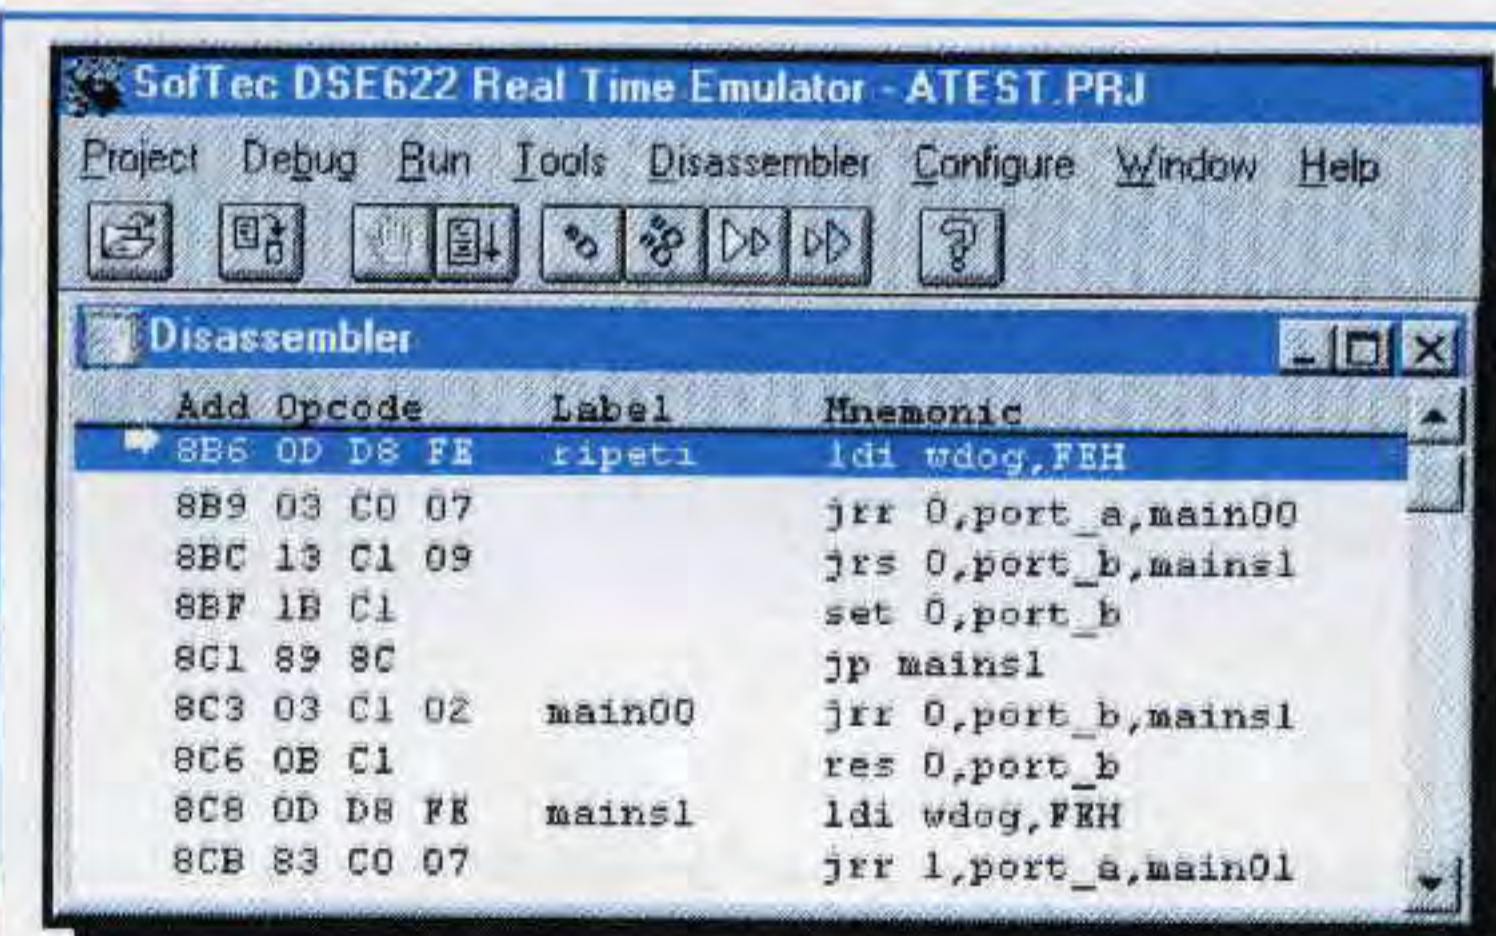 SofTec DSE622 Real Time Emulator - ATEST.PRJ
Project Debug Run Tools Disassembler Configure Window Help
Disassembler
Add Opcode Label Mnemonic
8B6 0D D8 FE ripeti ldi wdog,FEH
8B9 03 C0 07 jrr 0,port_a,main00
8BC 13 C1 09 jrs 0,port_b,mains1
8BF 1B C1 set 0,port_b
8C1 89 8C jp mains1
8C3 03 C1 02 main00 jrr 0,port_b,mains1
8C6 0B C1 res 0,port_b
8C8 0D D8 FE mains1 ldi wdog,FEH
8CB 83 C0 07 jrr 1,port_a,main01